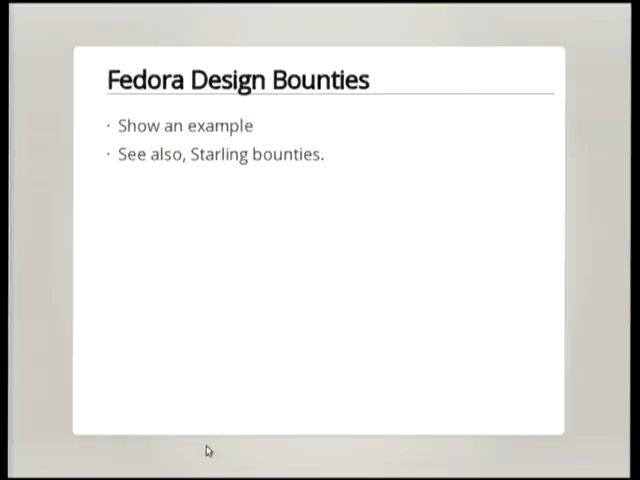 Fedora Design Bounties
· Show an example
· See also, Starling bounties.